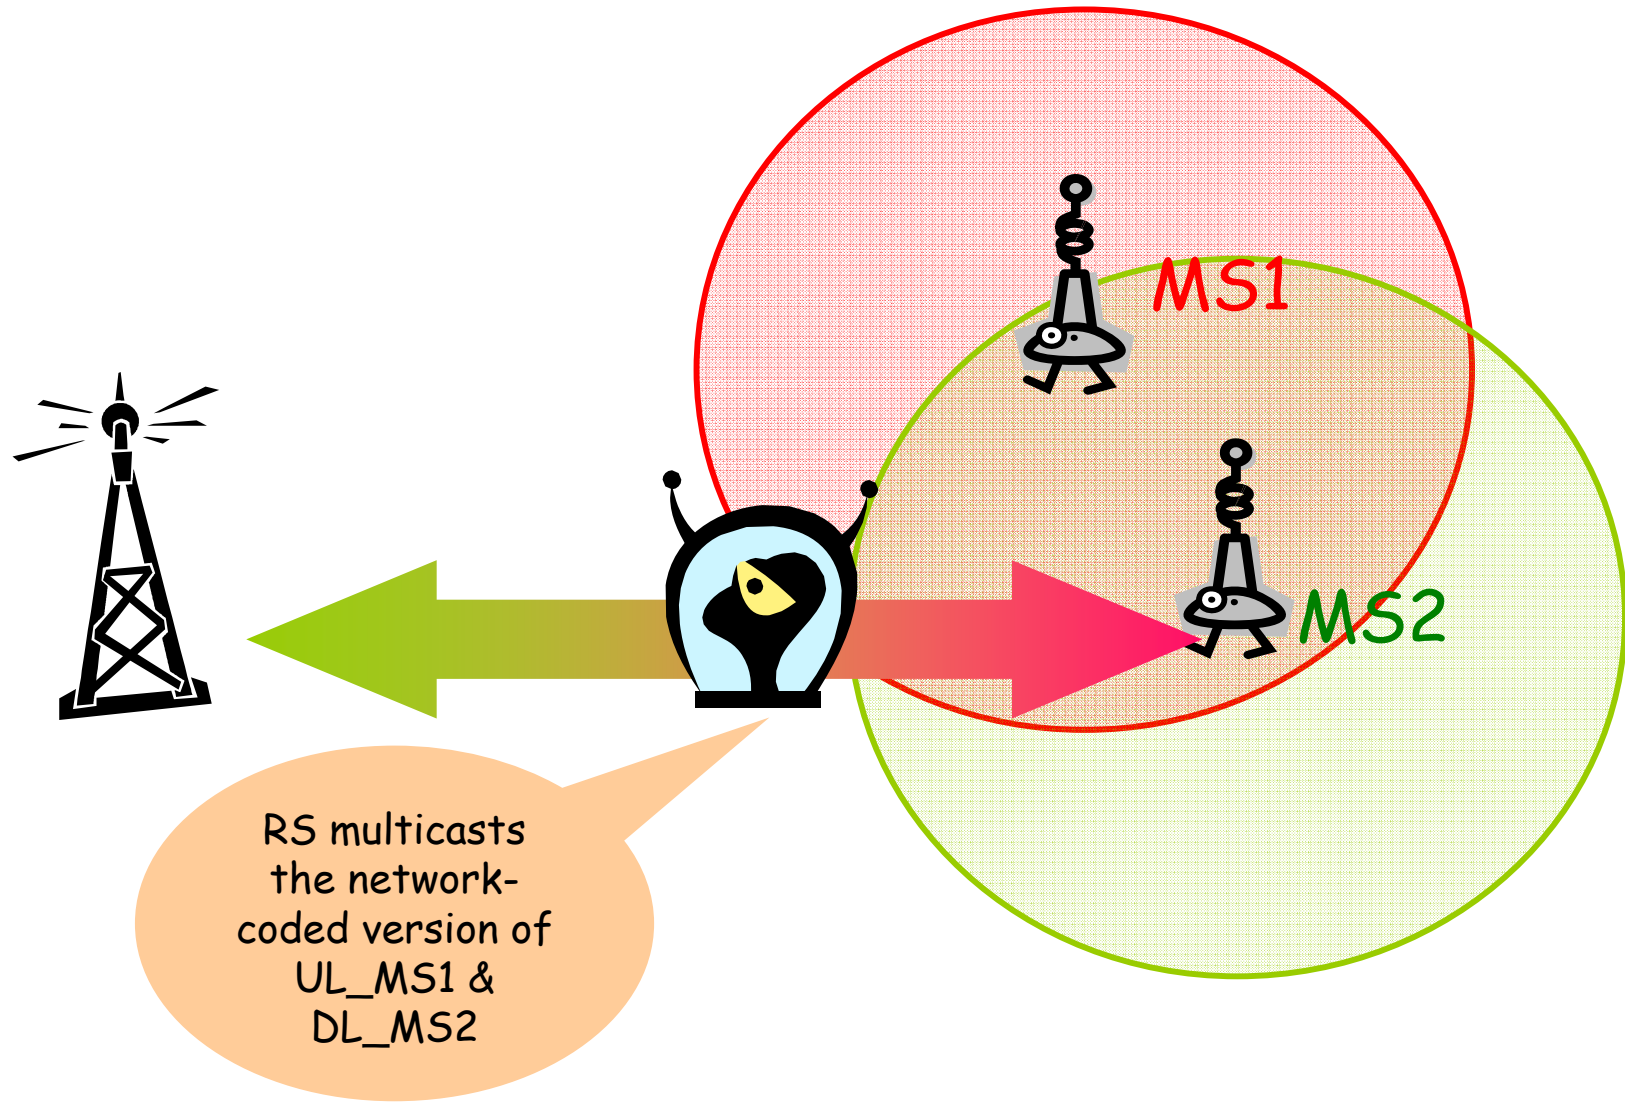 MS1
MS2
RS multicasts
the network-
coded version of
UL_MS1 &
DL_MS2